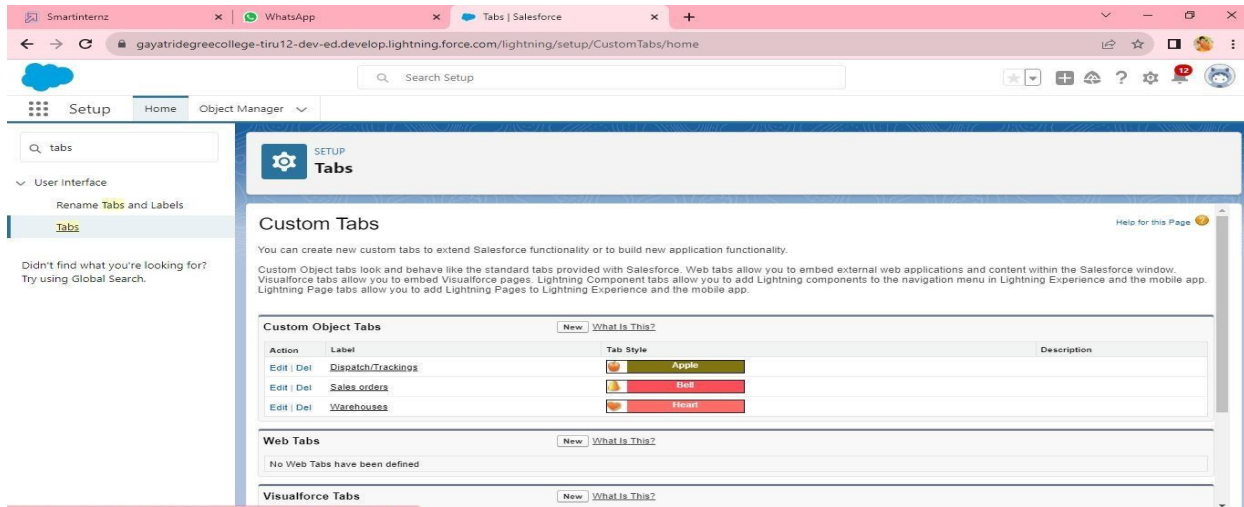 Smartinternz
WhatsApp
Tabs | Salesforce
gayatridegreecollege-tiru12-dev-ed.develop.lightning.force.com/lightning/setup/CustomTabs/home
Search Setup
12
Setup Home Object Manager
tabs
User Interface
Rename Tabs and Labels
Tabs
Didn't find what you're looking for?
Try using Global Search.
SETUP
Tabs
Custom Tabs
Help for this Page
You can create new custom tabs to extend Salesforce functionality or to build new application functionality.
Custom Object tabs look and behave like the standard tabs provided with Salesforce. Web tabs allow you to embed external web applications and content within the Salesforce window.
Visualforce tabs allow you to embed Visualforce pages. Lightning Component tabs allow you to add Lightning components to the navigation menu in Lightning Experience and the mobile app.
Lightning Page tabs allow you to add Lightning Pages to Lightning Experience and the mobile app.
Custom Object Tabs New What Is This?
Action Label Tab Style Description
Edit | Del Dispatch/Trackings Apple
Edit | Del Sales orders Bell
Edit | Del Warehouses Heart
Web Tabs New What Is This?
No Web Tabs have been defined
Visualforce Tabs New What Is This?